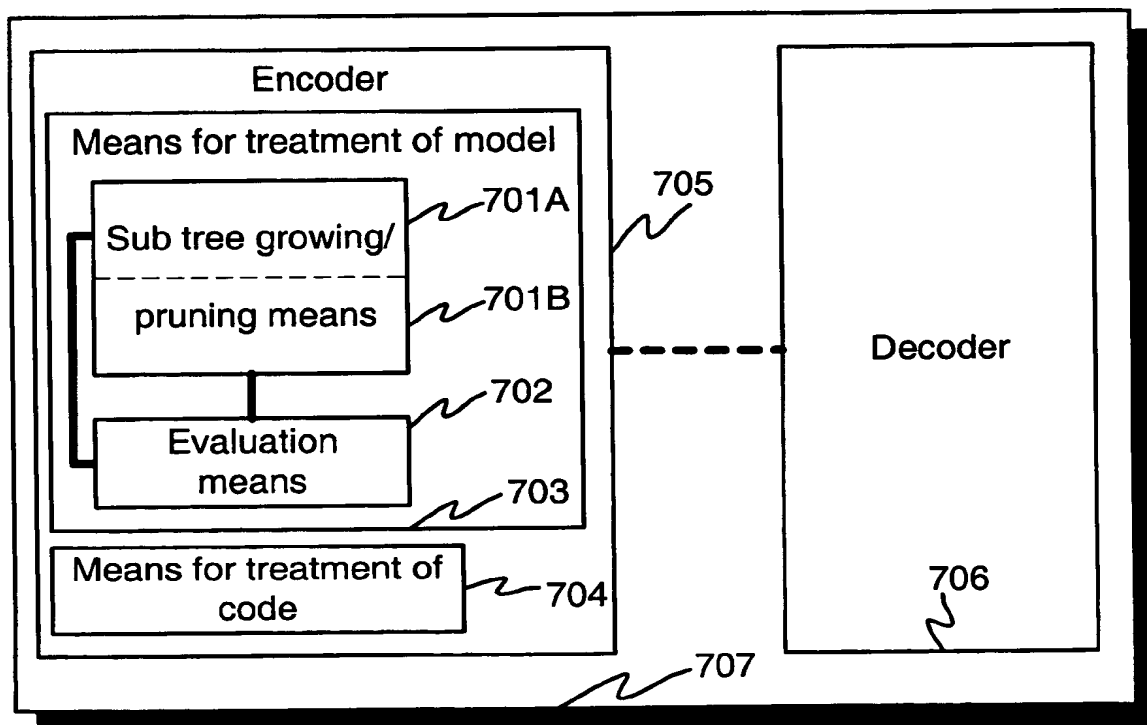 Encoder
Means for treatment of model
705
701A
Sub tree growing/
701B
pruning means
Decoder
702
Evaluation
means
703
Means for treatment of
code
704
706
707